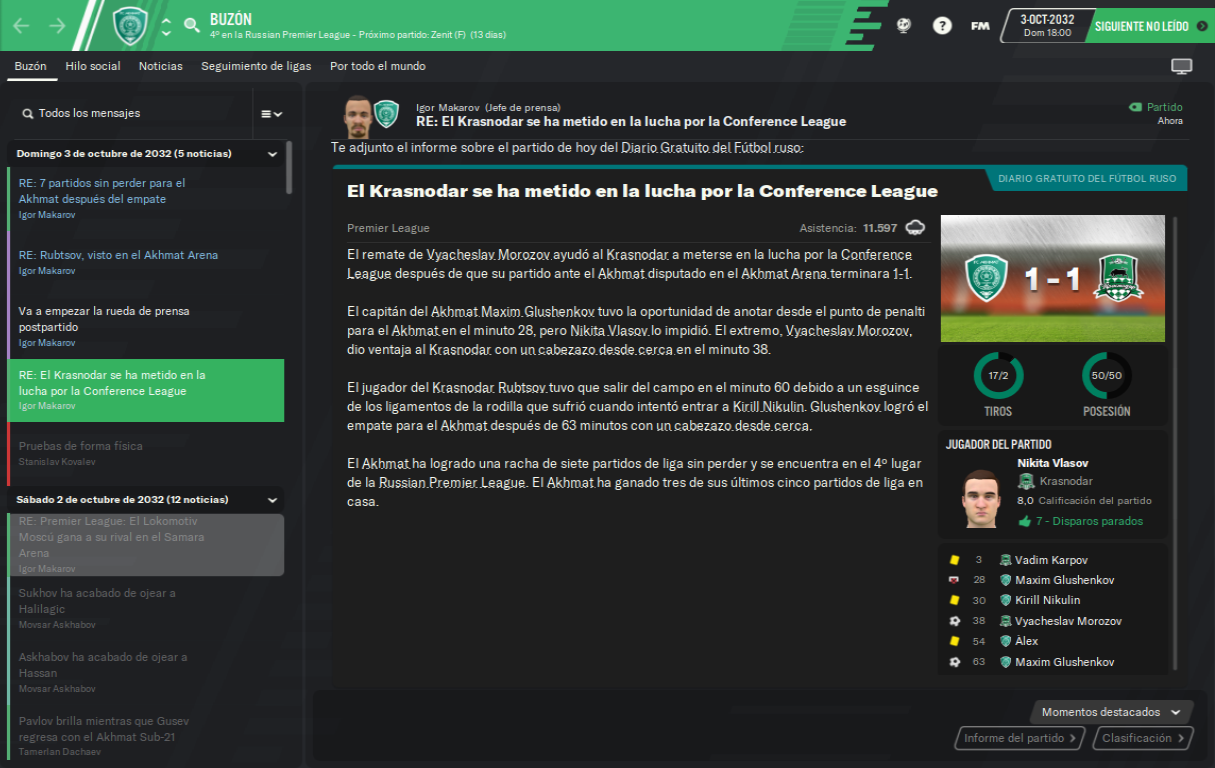 BUZÓN
4º en la Russian Premier League - Próximo partido: Zenit (F) (13 días)
FM
3-OCT-2032
Dom 18:00
SIGUIENTE NO LEÍDO
Buzón Hilo social Noticias Seguimiento de ligas Por todo el mundo
Todos los mensajes
Domingo 3 de octubre de 2032 (5 noticias)
RE: 7 partidos sin perder para el
Akhmat después del empate
Igor Makarov
RE: Rubtsov, visto en el Akhmat Arena
Igor Makarov
Va a empezar la rueda de prensa
postpartido
Igor Makarov
RE: El Krasnodar se ha metido en la
lucha por la Conference League
Igor Makarov
Pruebas de forma física
Stanislav Kovalev
Sábado 2 de octubre de 2032 (12 noticias)
RE: Premier League: El Lokomotiv
Moscú gana a su rival en el Samara
Arena
Igor Makarov
Sukhov ha acabado de ojear a
Halilagic
Movsar Askhabov
Askhabov ha acabado de ojear a
Hassan
Movsar Askhabov
Pavlov brilla mientras que Gusev
regresa con el Akhmat Sub-21
Tamerlan Dachaev
Igor Makarov (Jefe de prensa)
RE: El Krasnodar se ha metido en la lucha por la Conference League
Partido
Ahora
Te adjunto el informe sobre el partido de hoy del Diario Gratuito del Fútbol ruso:
DIARIO GRATUITO DEL FÚTBOL RUSO
El Krasnodar se ha metido en la lucha por la Conference League
Premier League
Asistencia: 11.597
El remate de Vyacheslav Morozov ayudó al Krasnodar a meterse en la lucha por la Conference
League después de que su partido ante el Akhmat disputado en el Akhmat Arena terminara 1-1.
El capitán del Akhmat Maxim Glushenkov tuvo la oportunidad de anotar desde el punto de penalti
para el Akhmat en el minuto 28, pero Nikita Vlasov lo impidió. El extremo, Vyacheslav Morozov,
dio ventaja al Krasnodar con un cabezazo desde cerca en el minuto 38.
El jugador del Krasnodar Rubtsov tuvo que salir del campo en el minuto 60 debido a un esguince
de los ligamentos de la rodilla que sufrió cuando intentó entrar a Kirill Nikulin. Glushenkov logró el
empate para el Akhmat después de 63 minutos con un cabezazo desde cerca.
El Akhmat ha logrado una racha de siete partidos de liga sin perder y se encuentra en el 4º lugar
de la Russian Premier League. El Akhmat ha ganado tres de sus últimos cinco partidos de liga en
casa.
1 - 1
17/2
50/50
TIROS
POSESIÓN
JUGADOR DEL PARTIDO
Nikita Vlasov
Krasnodar
8,0 Calificación del partido
7 - Disparos parados
3 Vadim Karpov
28 Maxim Glushenkov
30 Kirill Nikulin
38 Vyacheslav Morozov
54 Àlex
63 Maxim Glushenkov
Momentos destacados
Informe del partido
Clasificación